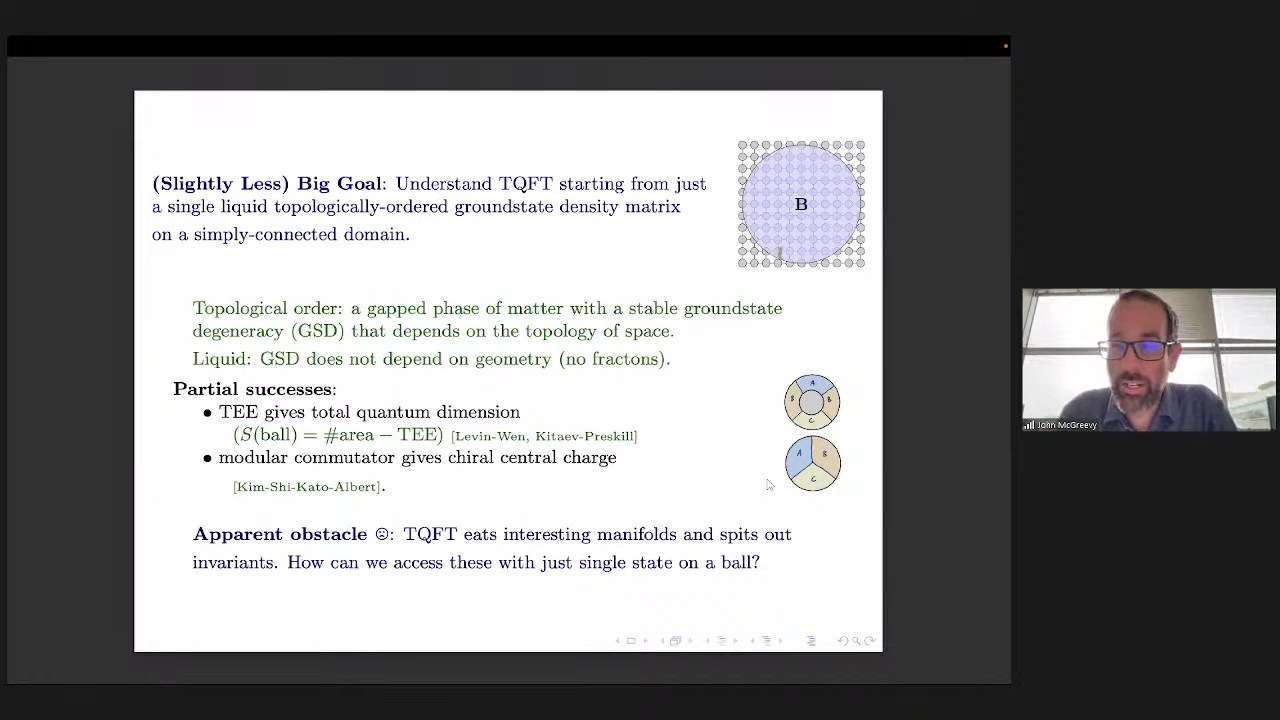 (Slightly Less) Big Goal: Understand TQFT starting from just
a single liquid topologically-ordered groundstate density matrix
on a simply-connected domain.
B
Topological order: a gapped phase of matter with a stable groundstate
degeneracy (GSD) that depends on the topology of space.
Liquid: GSD does not depend on geometry (no fractons).
Partial successes:
• TEE gives total quantum dimension
(S(ball) = #area − TEE) [Levin-Wen, Kitaev-Preskill]
A
B B
C
• modular commutator gives chiral central charge
[Kim-Shi-Kato-Albert].
A B
C
Apparent obstacle ☹: TQFT eats interesting manifolds and spits out
invariants. How can we access these with just single state on a ball?
John McGreevy